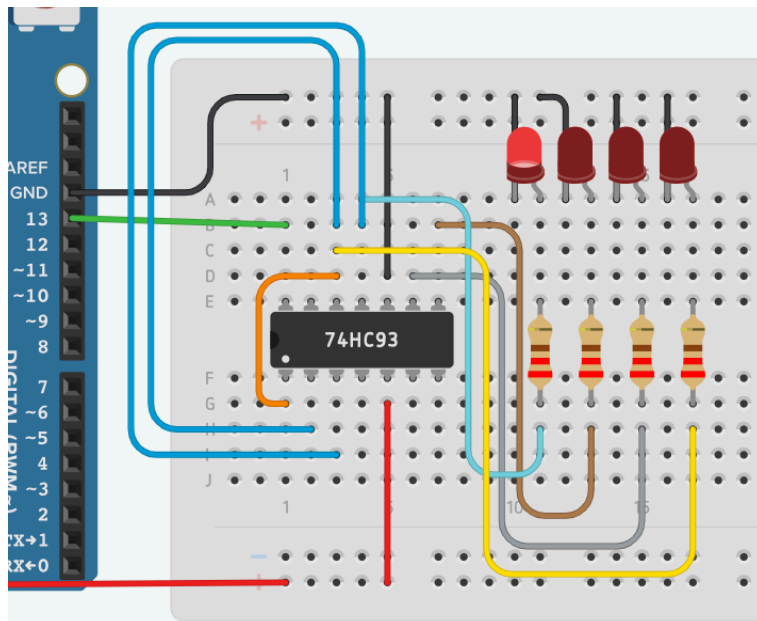 AREF
GND
13
12
~11
~10
~9
8
7
~6
~5
4
~3
2
TX→1
RX←0
DIGITAL (PWM~)
+
1
5
A
B
C
D
E
74HC93
F
G
H
I
J
1
5
10
15
−
+